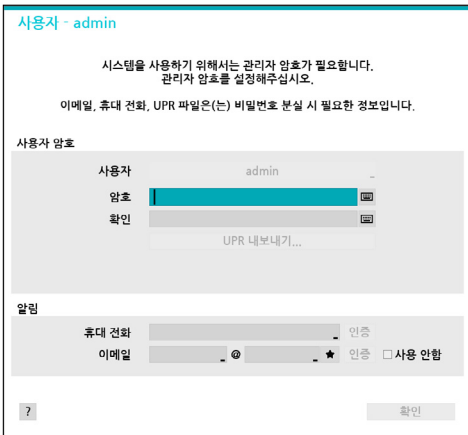 사용자 - admin
시스템을 사용하기 위해서는 관리자 암호가 필요합니다.
관리자 암호를 설정해주십시오.
이메일, 휴대 전화, UPR 파일은(는) 비밀번호 분실 시 필요한 정보입니다.
사용자 암호
사용자 admin
암호
확인
UPR 내보내기...
알림
휴대 전화 인증
이메일 @ ★ 인증 사용 안함
? 확인